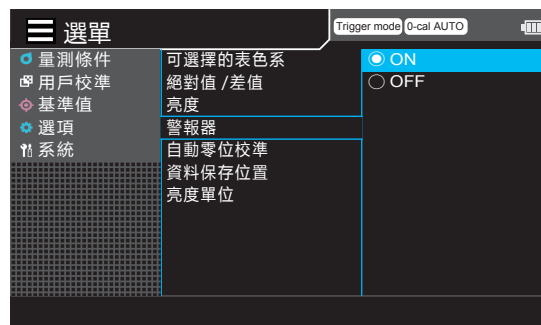 選單
Trigger mode 0-cal AUTO
量測條件
用戶校準
基準值
選項
系統
可選擇的表色系
絕對值 /差值
亮度
警報器
自動零位校準
資料保存位置
亮度單位
ON
OFF